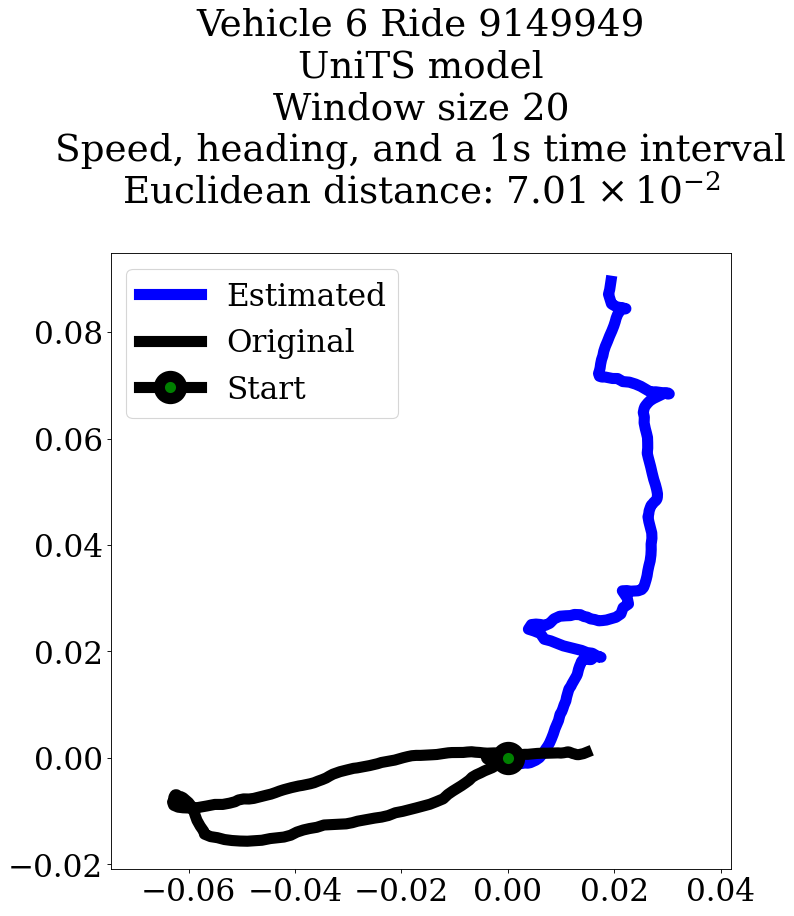 Vehicle 6 Ride 9149949
UniTS model
Window size 20
Speed, heading, and a 1s time interval
Euclidean distance: 7.01 × 10⁻²
Estimated
Original
Start
0.08
0.06
0.04
0.02
0.00
−0.02
−0.06 −0.04 −0.02 0.00 0.02 0.04